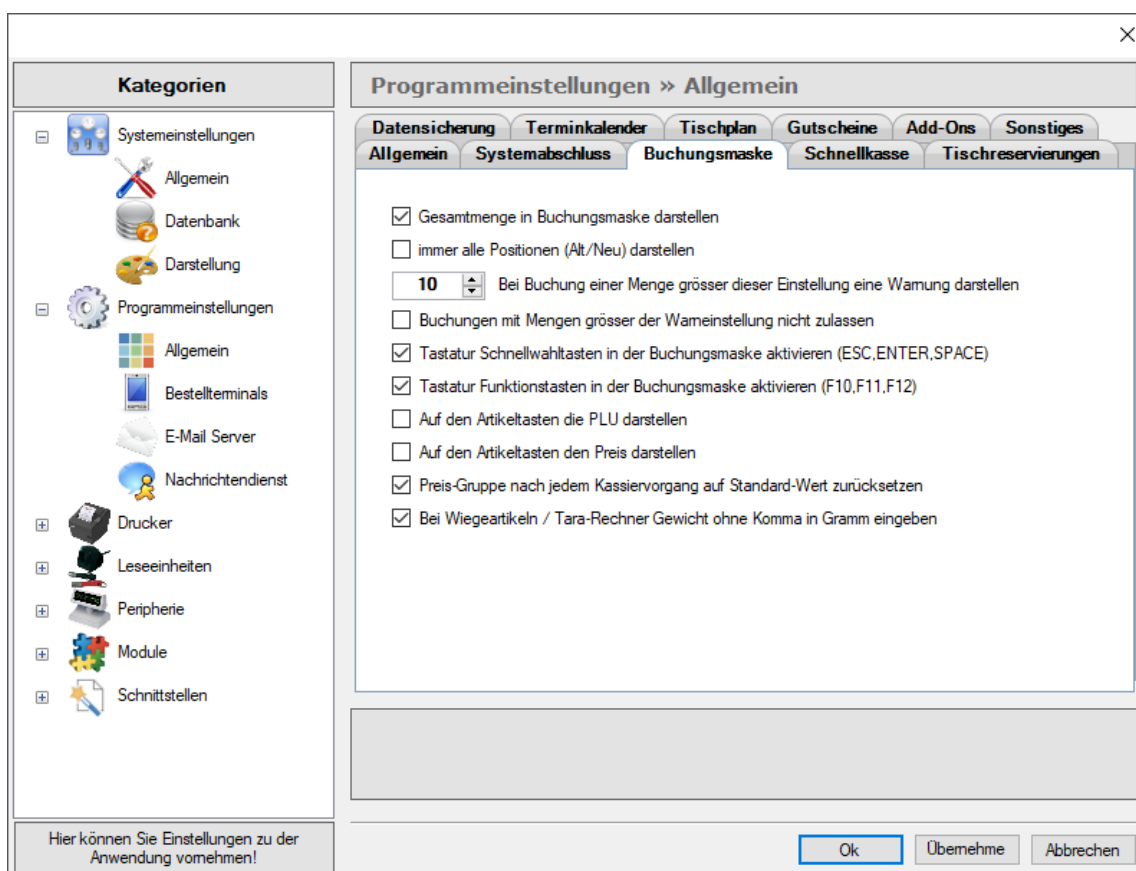 Kategorien
Systemeinstellungen
Allgemein
Datenbank
Darstellung
Programmeinstellungen
Allgemein
Bestellterminals
E-Mail Server
Nachrichtendienst
Drucker
Leseeinheiten
Peripherie
Module
Schnittstellen
Hier können Sie Einstellungen zu der
Anwendung vornehmen!
Programmeinstellungen » Allgemein
Datensicherung Terminkalender Tischplan Gutscheine Add-Ons Sonstiges
Allgemein Systemabschluss Buchungsmaske Schnellkasse Tischreservierungen
Gesamtmenge in Buchungsmaske darstellen
immer alle Positionen (Alt/Neu) darstellen
10 Bei Buchung einer Menge grösser dieser Einstellung eine Warnung darstellen
Buchungen mit Mengen grösser der Warneinstellung nicht zulassen
Tastatur Schnellwahltasten in der Buchungsmaske aktivieren (ESC,ENTER,SPACE)
Tastatur Funktionstasten in der Buchungsmaske aktivieren (F10,F11,F12)
Auf den Artikeltasten die PLU darstellen
Auf den Artikeltasten den Preis darstellen
Preis-Gruppe nach jedem Kassiervorgang auf Standard-Wert zurücksetzen
Bei Wiegeartikeln / Tara-Rechner Gewicht ohne Komma in Gramm eingeben
Ok Übernehme Abbrechen